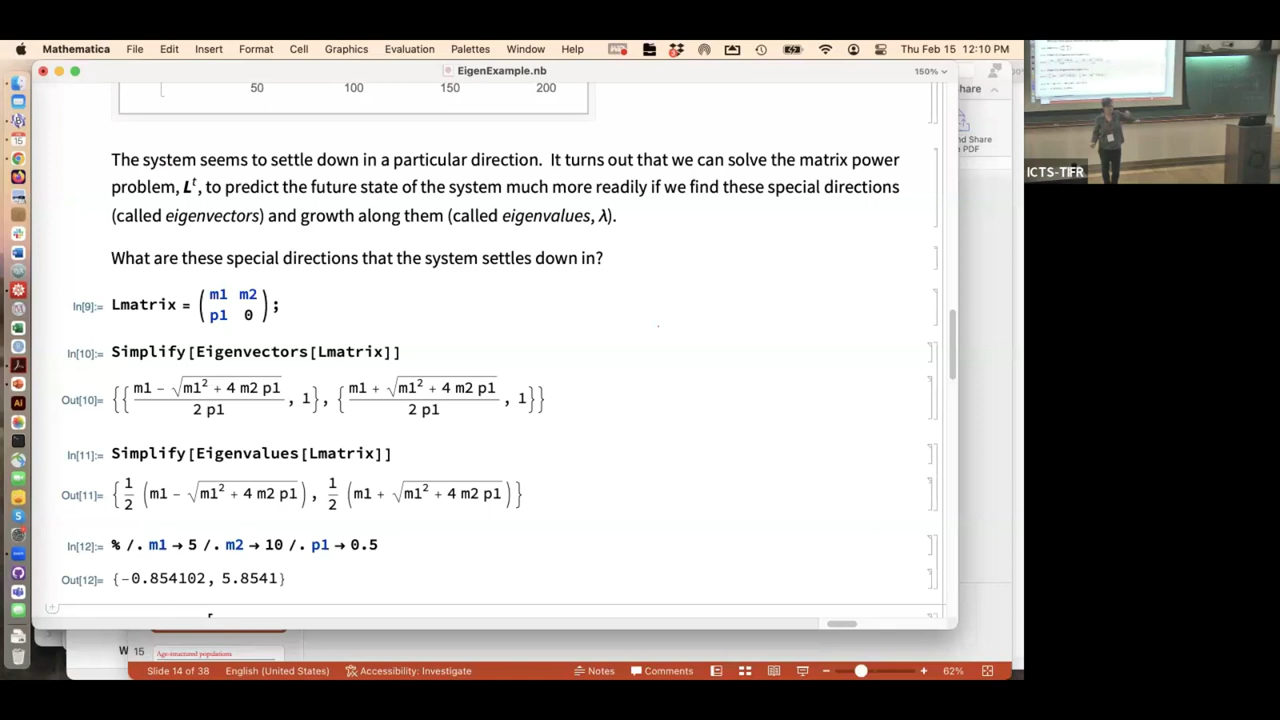 Mathematica File Edit Insert Format Cell Graphics Evaluation Palettes Window Help Thu Feb 15 12:10 PM
EigenExample.nb 150%
50 100 150 200
The system seems to settle down in a particular direction. It turns out that we can solve the matrix power
problem, Lᵗ, to predict the future state of the system much more readily if we find these special directions
(called eigenvectors) and growth along them (called eigenvalues, λ).
What are these special directions that the system settles down in?
In[9]:= Lmatrix = (m1 m2
p1 0);
In[10]:= Simplify[Eigenvectors[Lmatrix]]
Out[10]= {{(m1 - √(m1² + 4 m2 p1))/(2 p1), 1}, {(m1 + √(m1² + 4 m2 p1))/(2 p1), 1}}
In[11]:= Simplify[Eigenvalues[Lmatrix]]
Out[11]= {1/2 (m1 - √(m1² + 4 m2 p1)), 1/2 (m1 + √(m1² + 4 m2 p1))}
In[12]:= % /. m1 → 5 /. m2 → 10 /. p1 → 0.5
Out[12]= {-0.854102, 5.8541}
W 15 Age-structured populations
Slide 14 of 38 English (United States) Accessibility: Investigate Notes Comments 62%
hare
nd Share
PDF
ICTS-TIFR